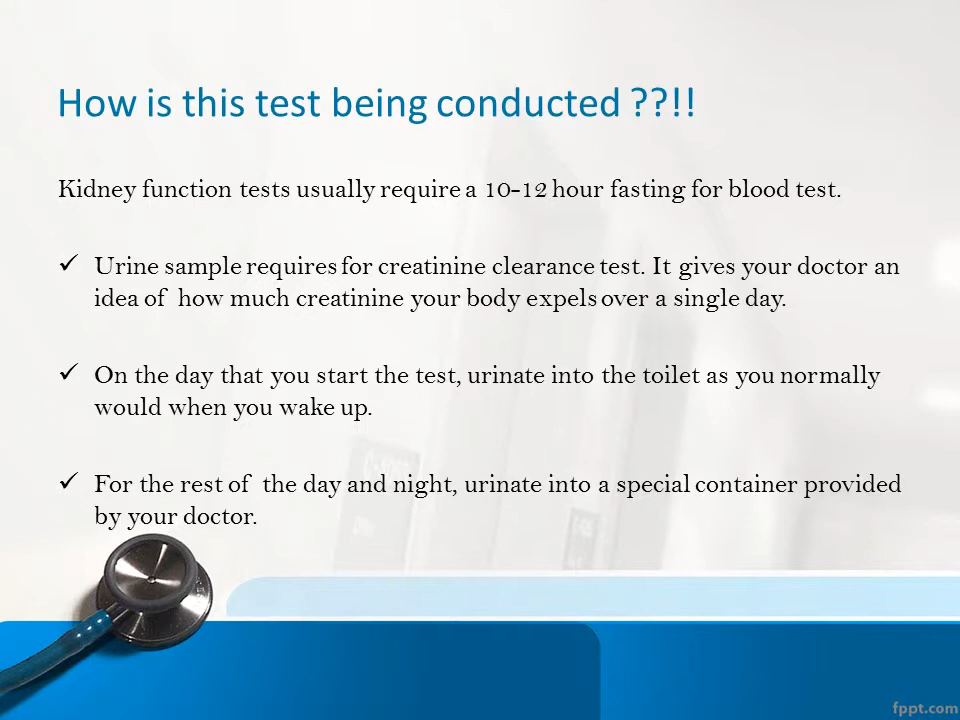 How is this test being conducted ??!!
Kidney function tests usually require a 10-12 hour fasting for blood test.
✓ Urine sample requires for creatinine clearance test. It gives your doctor an
idea of how much creatinine your body expels over a single day.
✓ On the day that you start the test, urinate into the toilet as you normally
would when you wake up.
✓ For the rest of the day and night, urinate into a special container provided
by your doctor.
fppt.com